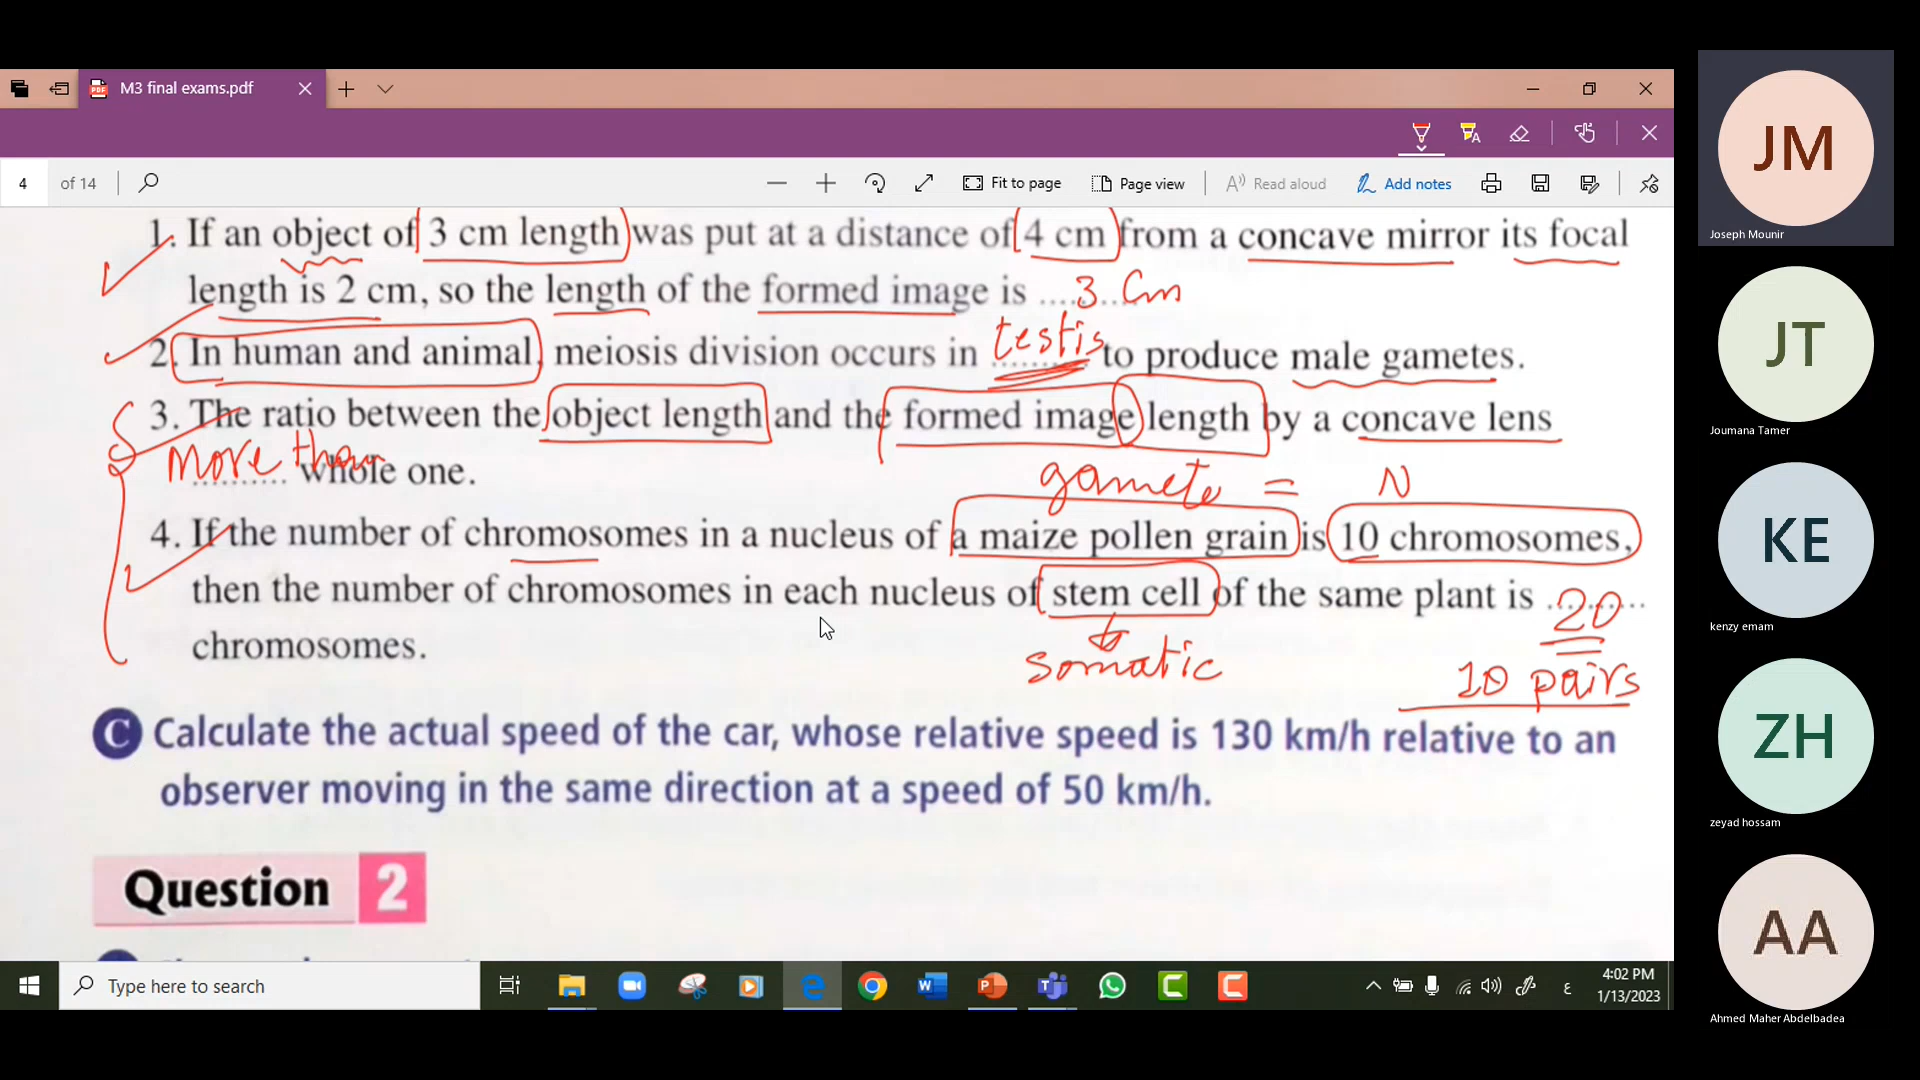 M3 final exams.pdf
4 of 14
Fit to page
Page view
Read aloud
Add notes
1. If an object of 3 cm length was put at a distance of 4 cm from a concave mirror its focal
length is 2 cm, so the length of the formed image is ........ 3 Cm
2. In human and animal, meiosis division occurs in testis to produce male gametes.
3. The ratio between the object length and the formed image length by a concave lens
more than .......... whole one.
gamete = N
4. If the number of chromosomes in a nucleus of a maize pollen grain is 10 chromosomes,
then the number of chromosomes in each nucleus of stem cell of the same plant is .......... 20
chromosomes.
somatic
10 pairs
C Calculate the actual speed of the car, whose relative speed is 130 km/h relative to an
observer moving in the same direction at a speed of 50 km/h.
Question 2
Type here to search
ع
4:02 PM
1/13/2023
JM
Joseph Mounir
JT
Joumana Tamer
KE
kenzy emam
ZH
zeyad hossam
AA
Ahmed Maher Abdelbadea